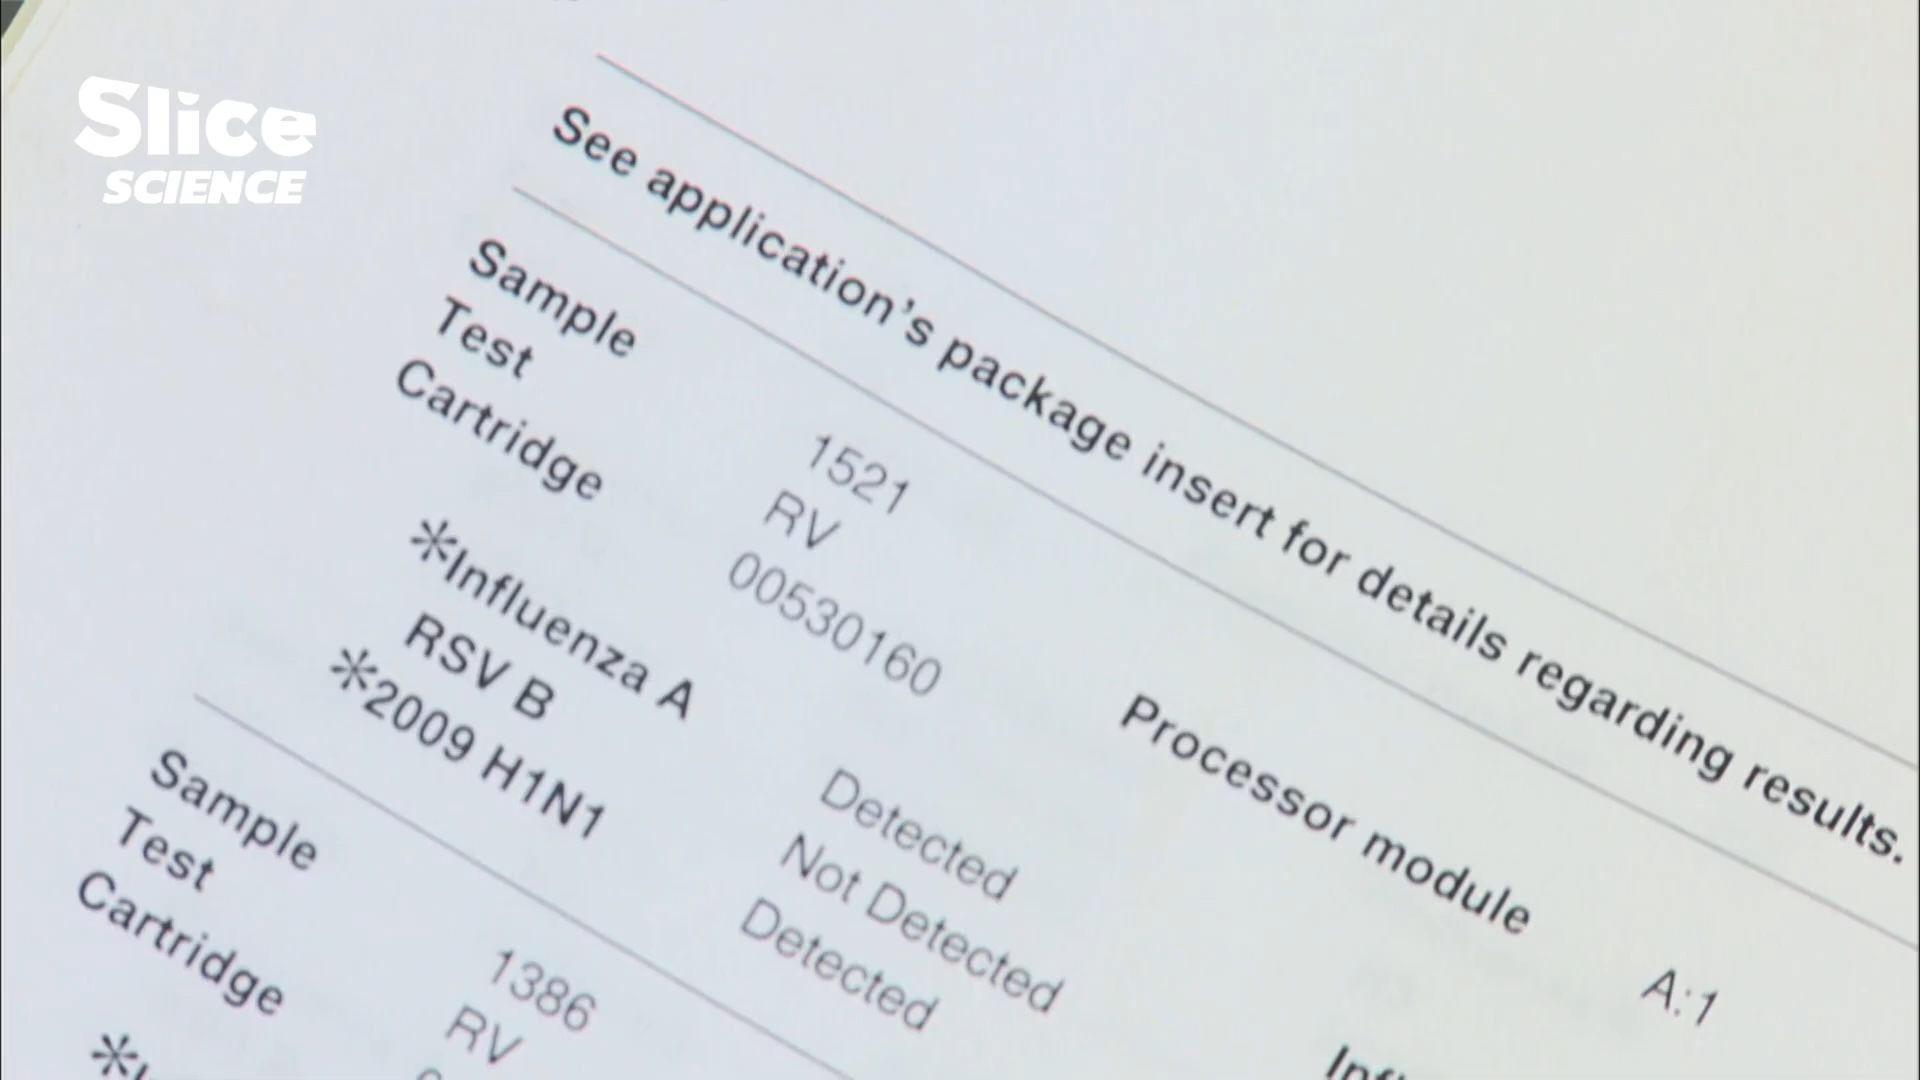 Slice
SCIENCE
See application's package insert for details regarding results.
Sample 1521
Test RV
Cartridge 00530160
Processor module A:1
*Influenza A Detected
RSV B Not Detected
*2009 H1N1 Detected
Sample 1386
Test RV
Cartridge